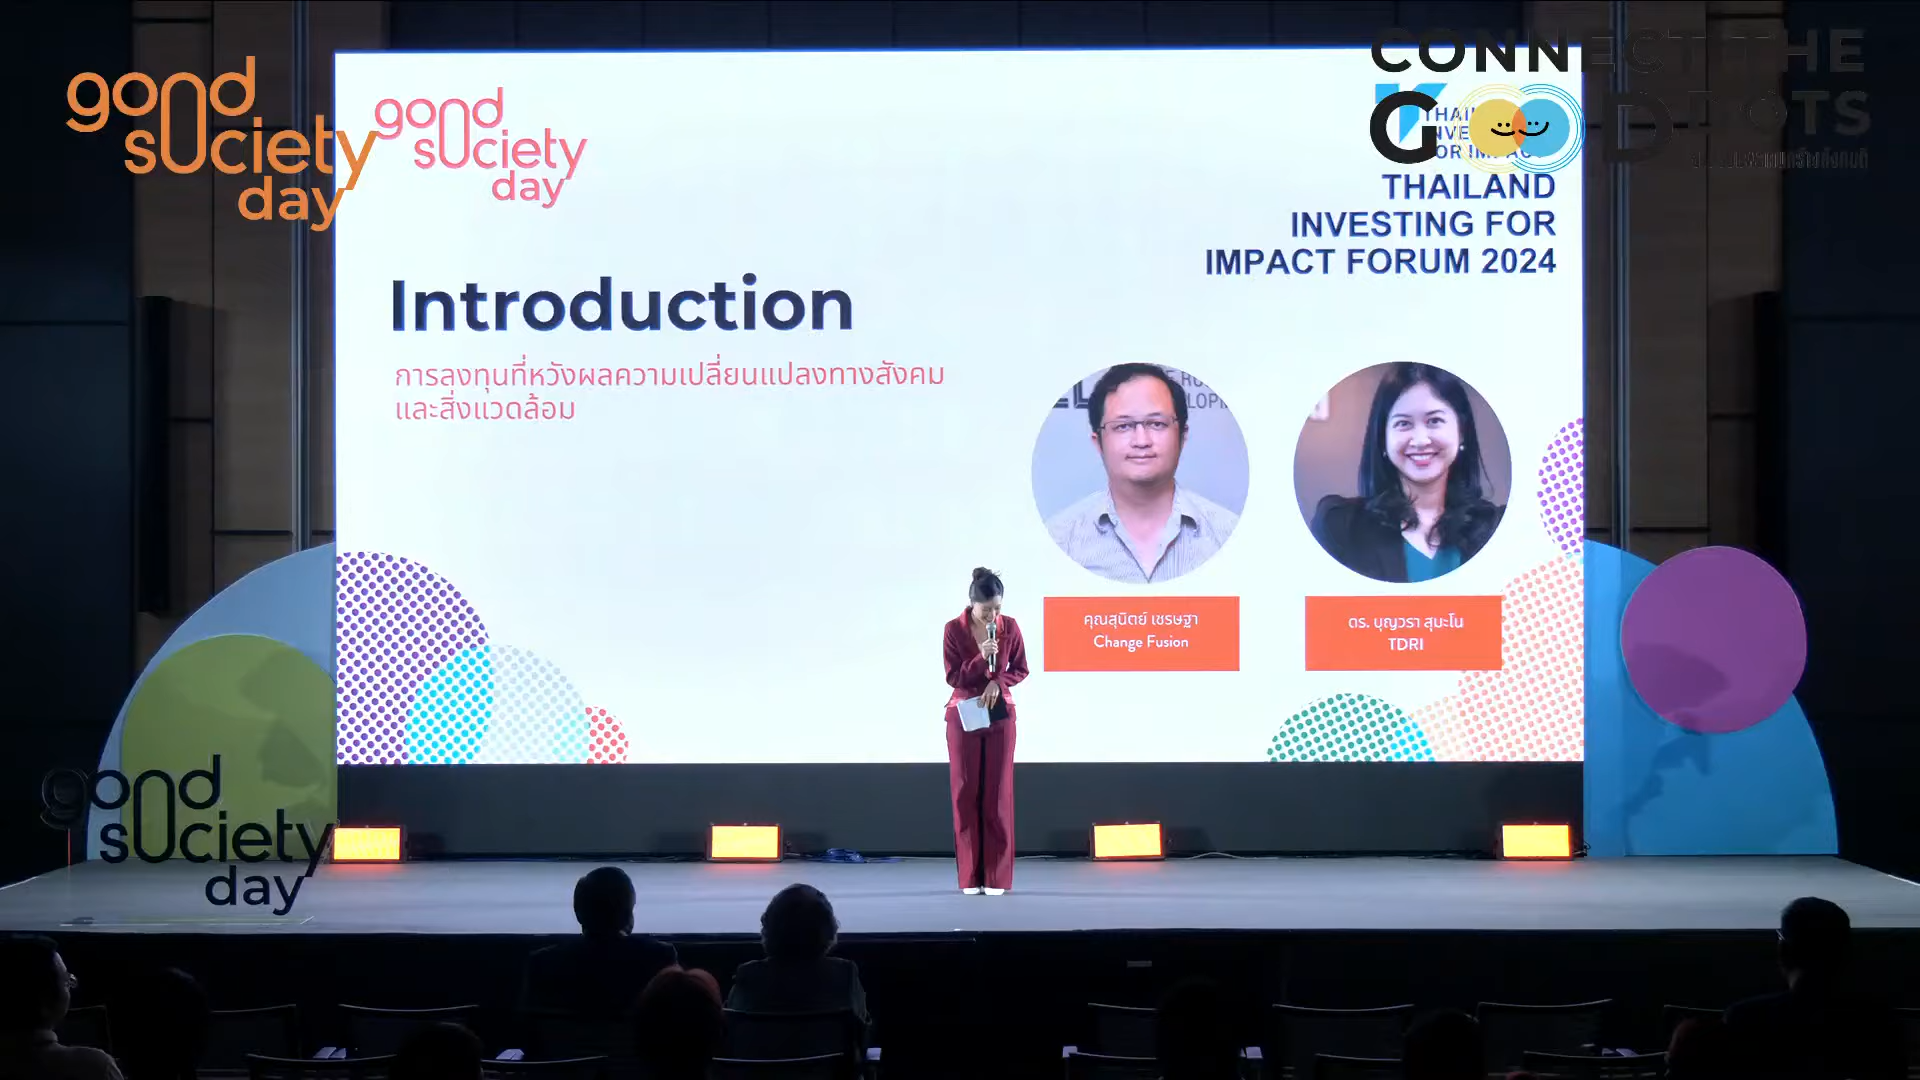 good
society
day
good
society
day
CONNECT THE
GOOD DOTS
THAILAND
INVESTING FOR
IMPACT FORUM 2024
Introduction
การลงทุนที่หวังผลความเปลี่ยนแปลงทางสังคม
และสิ่งแวดล้อม
คุณสุนิตย์ เชรษฐา
Change Fusion
ดร. บุญวรา สุมะโน
TDRI
good
society
day